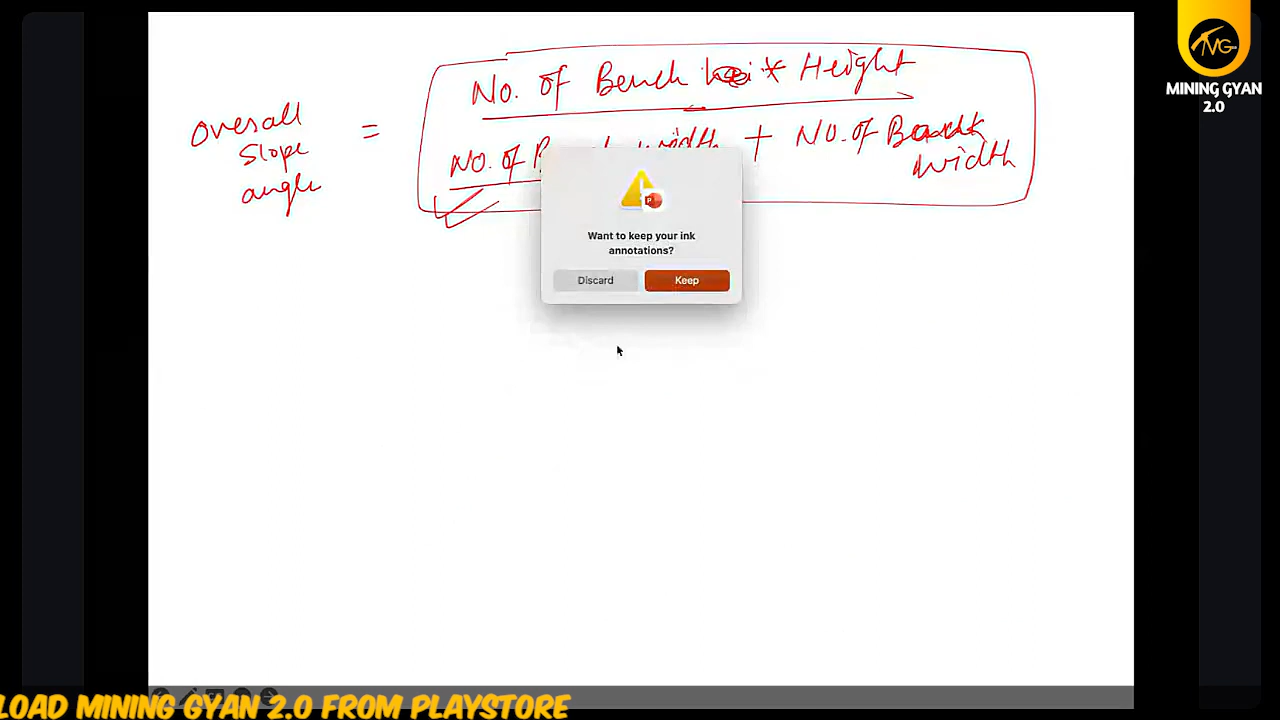 No. of Bench * Height
overall
slope
angle
=
No. of width + No. of
width
Want to keep your ink
annotations?
Discard
Keep
MINING GYAN
2.0
LOAD MINING GYAN 2.0 FROM PLAYSTORE